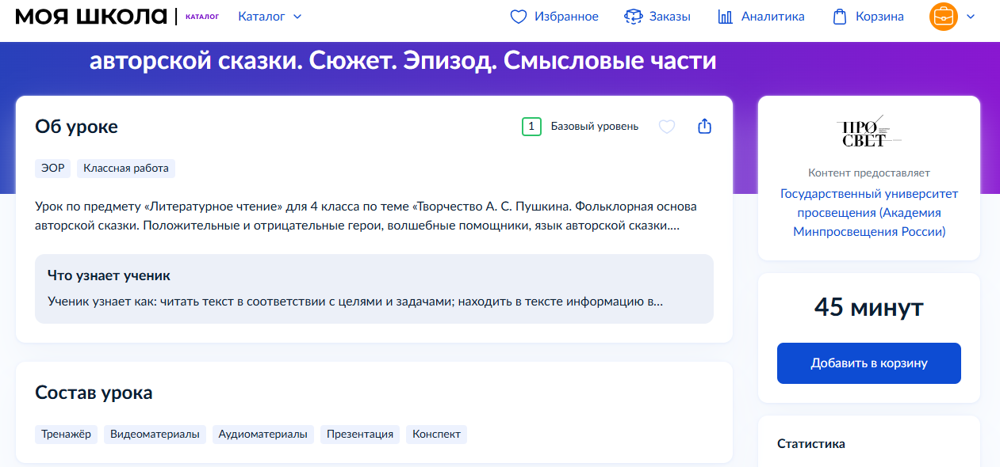 МОЯ ШКОЛА | КАТАЛОГ Каталог Избранное Заказы Аналитика Корзина
авторской сказки. Сюжет. Эпизод. Смысловые части
Об уроке
1 Базовый уровень
ЭОР Классная работа
Урок по предмету «Литературное чтение» для 4 класса по теме «Творчество А. С. Пушкина. Фольклорная основа
авторской сказки. Положительные и отрицательные герои, волшебные помощники, язык авторской сказки....
Что узнает ученик
Ученик узнает как: читать текст в соответствии с целями и задачами; находить в тексте информацию в...
Состав урока
Тренажёр Видеоматериалы Аудиоматериалы Презентация Конспект
ПРО
СВЕТ
Контент предоставляет
Государственный университет
просвещения (Академия
Минпросвещения России)
45 минут
Добавить в корзину
Статистика